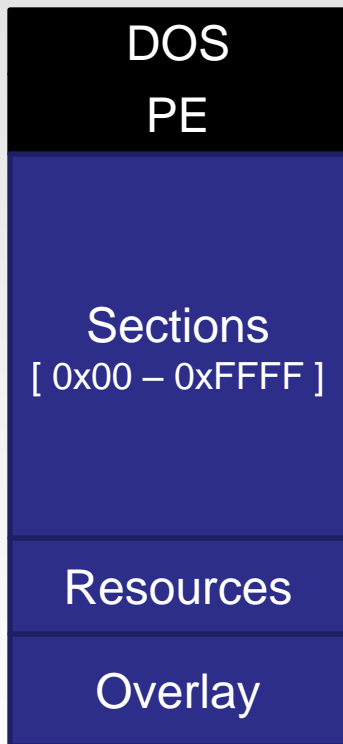 DOS
PE
Sections
[ 0x00 – 0xFFFF ]
Resources
Overlay